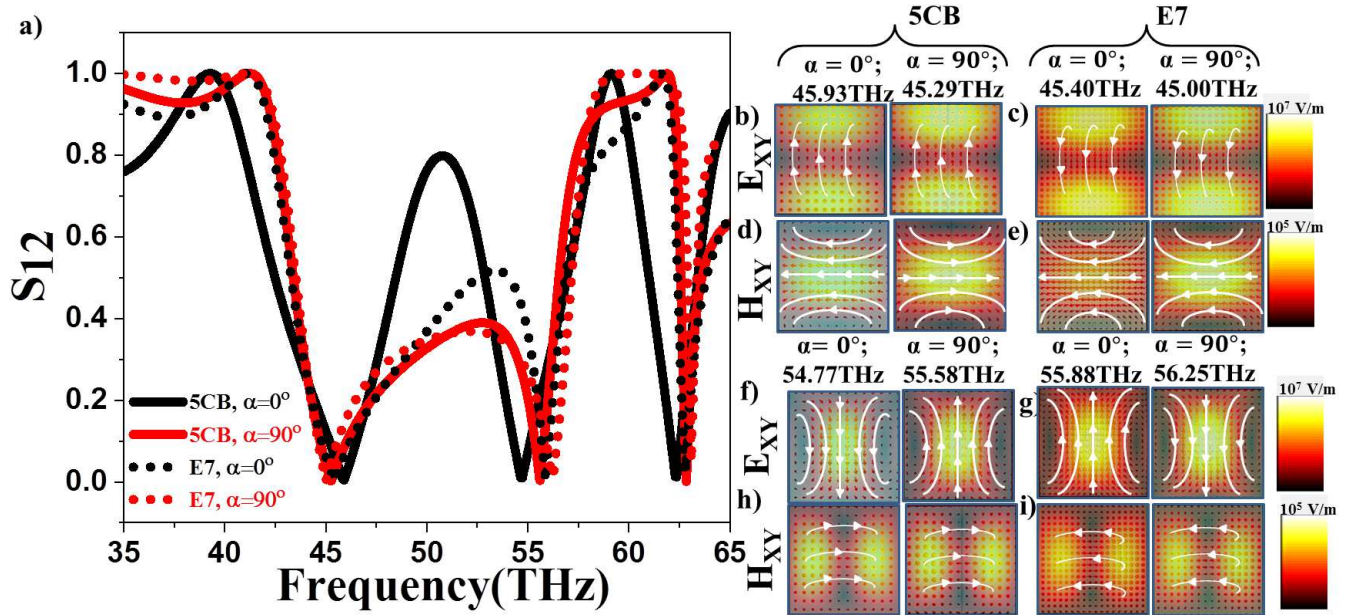 a)
S12
1.0
0.8
0.6
0.4
0.2
0.0
5CB, α=0°
5CB, α=90°
E7, α=0°
E7, α=90°
35 40 45 50 55 60 65
Frequency(THz)
5CB E7
α = 0°; α = 90°; α = 0°; α = 90°;
45.93THz 45.29THz 45.40THz 45.00THz
b) c) 10⁷ V/m
EXY
d) e) 10⁵ V/m
HXY
α= 0°; α = 90°; α = 0°; α = 90°;
54.77THz 55.58THz 55.88THz 56.25THz
f) g) 10⁷ V/m
EXY
h) i) 10⁵ V/m
HXY